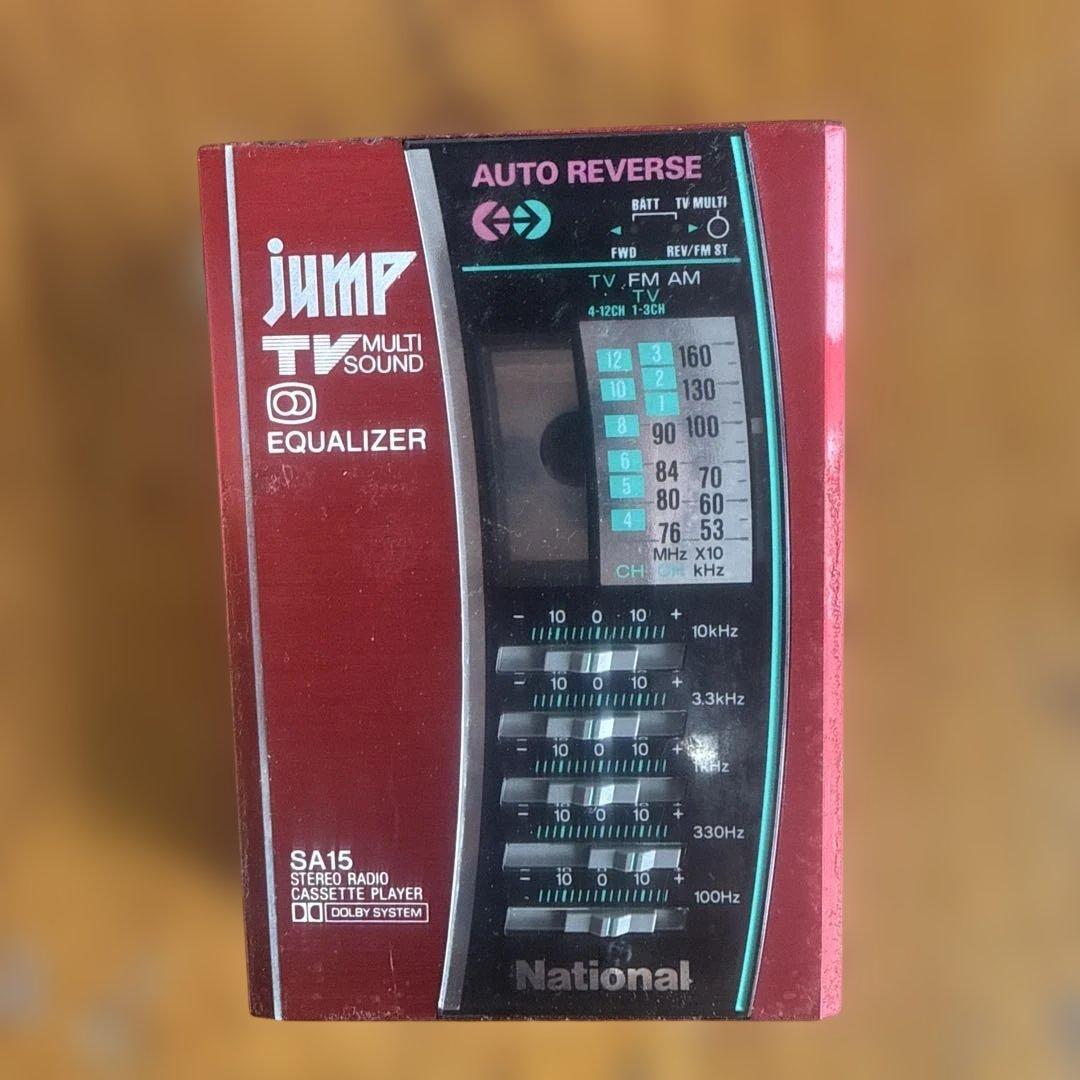 AUTO REVERSE
BATT TV MULTI
FWD REV/FM ST
jump
TV MULTI
SOUND
EQUALIZER
TV FM AM
TV
4-12CH 1-3CH
12 3 160
10 2 130
1
8 90 100
6 84 70
5 80 60
4 76 53
MHz X10
CH CH kHz
− 10 0 10 +
10kHz
− 10 0 10 +
3.3kHz
− 10 0 10 +
1kHz
− 10 0 10 +
330Hz
− 10 0 10 +
100Hz
SA15
STEREO RADIO
CASSETTE PLAYER
DOLBY SYSTEM
National